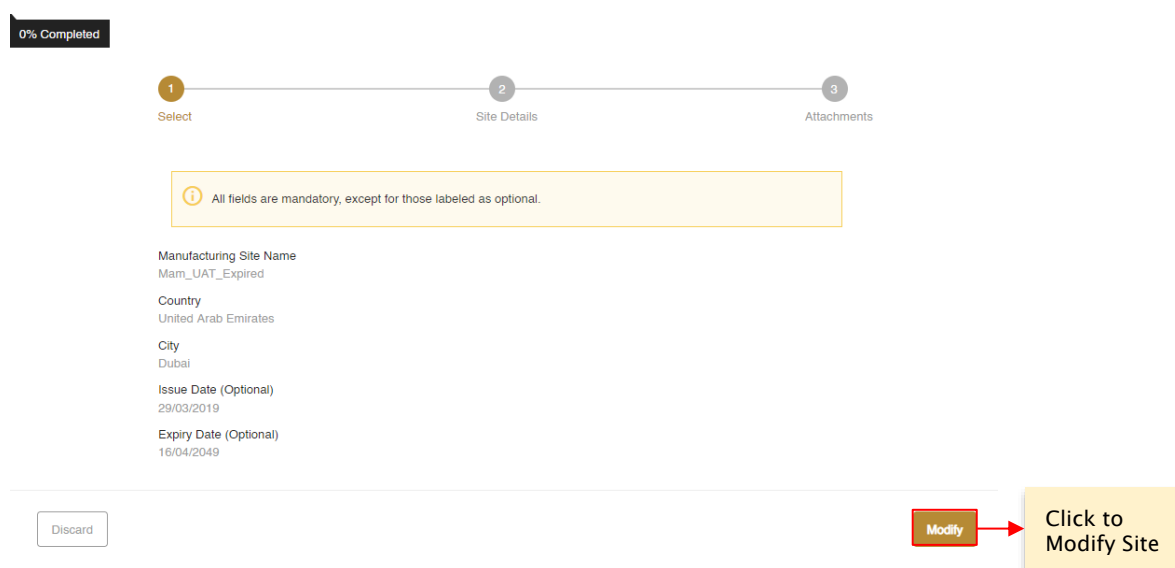 0% Completed
1
2
3
Select
Site Details
Attachments
All fields are mandatory, except for those labeled as optional.
Manufacturing Site Name
Mam_UAT_Expired
Country
United Arab Emirates
City
Dubai
Issue Date (Optional)
29/03/2019
Expiry Date (Optional)
16/04/2049
Discard
Modify
Click to
Modify Site